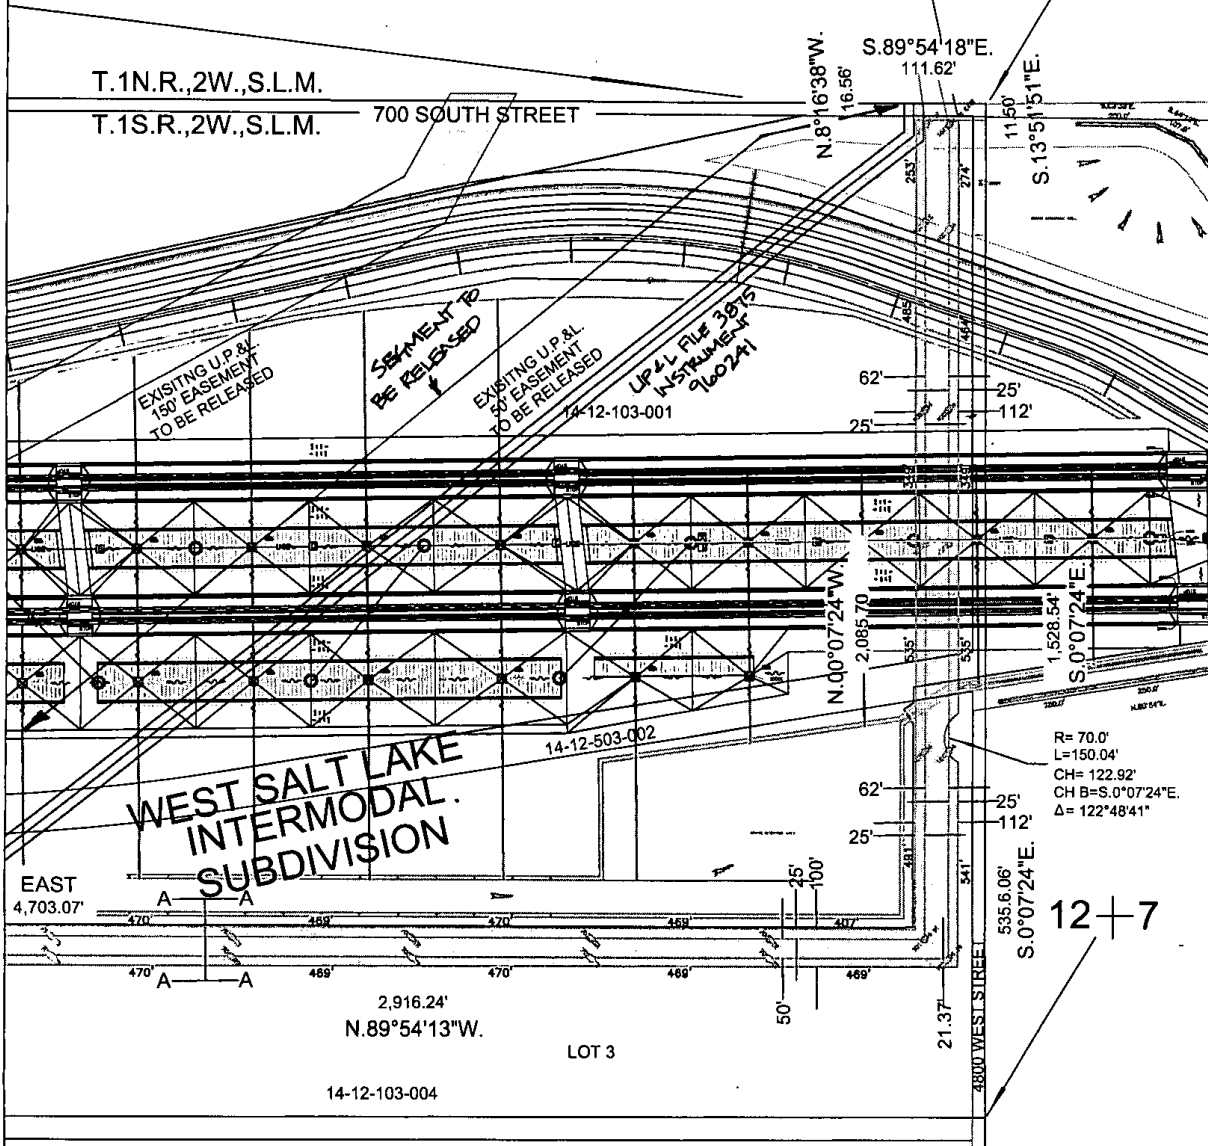 T.1N.R.,2W.,S.L.M.
T.1S.R.,2W.,S.L.M.
700 SOUTH STREET
N.8°16'38"W.
16.56'
S.89°54'18"E.
111.62'
11.50'
S.13°51'51"E.
253'
274'
EXISITNG U.P.&L.
150' EASEMENT
TO BE RELEASED
SEGMENT TO
BE RELEASED
EXISITNG U.P.&L.
50' EASEMENT
TO BE RELEASED
UP&L FILE 3875
INSTRUMENT
960241
14-12-103-001
485'
464'
62'
25'
112'
25'
N.00°07'24"W.
2,085.70
535'
535'
1,528.54'
S.0°07'24"E.
14-12-503-002
R= 70.0'
L=150.04'
CH= 122.92'
CH B=S.0°07'24"E.
Δ= 122°48'41"
WEST SALT LAKE
INTERMODAL.
SUBDIVISION
62'
25'
112'
25'
491'
541'
EAST
4,703.07'
A A
25'
100'
535.06'
S.0°07'24"E.
12 7
470' 469' 470' 469' 407'
470' 469' 470' 469' 469'
A A
50'
21.37'
4800 WEST STREET
2,916.24'
N.89°54'13"W.
LOT 3
14-12-103-004